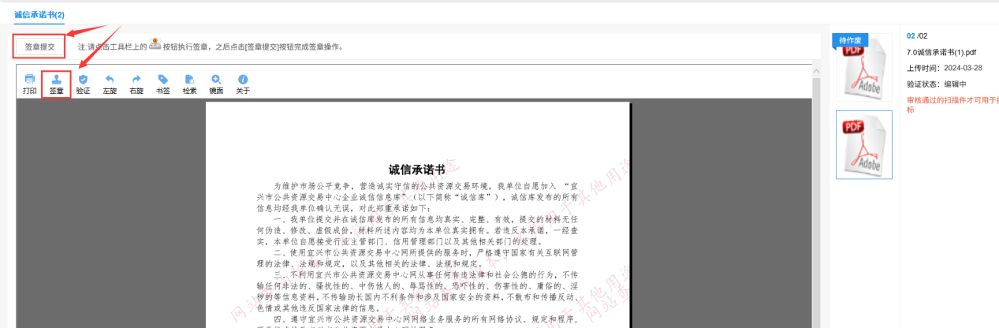 诚信承诺书(2)
签章提交
注:请点击工具栏上的 按钮执行签章，之后点击[签章提交]按钮完成签章操作。
打印 签章 验证 左旋 右旋 书签 检索 镜面 关于
诚信承诺书
为维护市场公平竞争，营造诚实守信的公共资源交易环境，我单位自愿加入 “宜
兴市公共资源交易中心企业诚信信息库”（以下简称“诚信库”），诚信库发布的所有
信息均经我单位确认无误，对此郑重承诺如下：
一、我单位提交并在诚信库发布的所有信息均真实、完整、有效，提交的材料无任
何伪造、修改、虚假成份，材料所述内容均为本单位真实拥有。若违反本承诺，一经查
实，本单位自愿接受行业主管部门、信用管理部门以及其他相关部门的处理。
二、使用宜兴市公共资源交易中心网所提供的服务时，严格遵守国家有关互联网管
理的法律、法规和规定，以及其他相关的法律、法规和规定。
三、不利用宜兴市公共资源交易中心网从事任何有违法律和社会公德的行为，不传
输任何非法的、骚扰性的、中伤他人的、辱骂性的、恐吓性的、伤害性的、庸俗的、淫
秽的等信息资料，不传输助长国内不利条件和涉及国家安全的资料，不散布和传播反动、
色情或其他违反国家法律的信息。
四、遵守宜兴市公共资源交易中心网网络业务服务的所有网络协议、规定和程序，
待作废
PDF
Adobe
PDF
Adobe
02 /02
7.0诚信承诺书(1).pdf
上传时间：2024-03-28
验证状态：编辑中
审核通过的扫描件才可用于
标